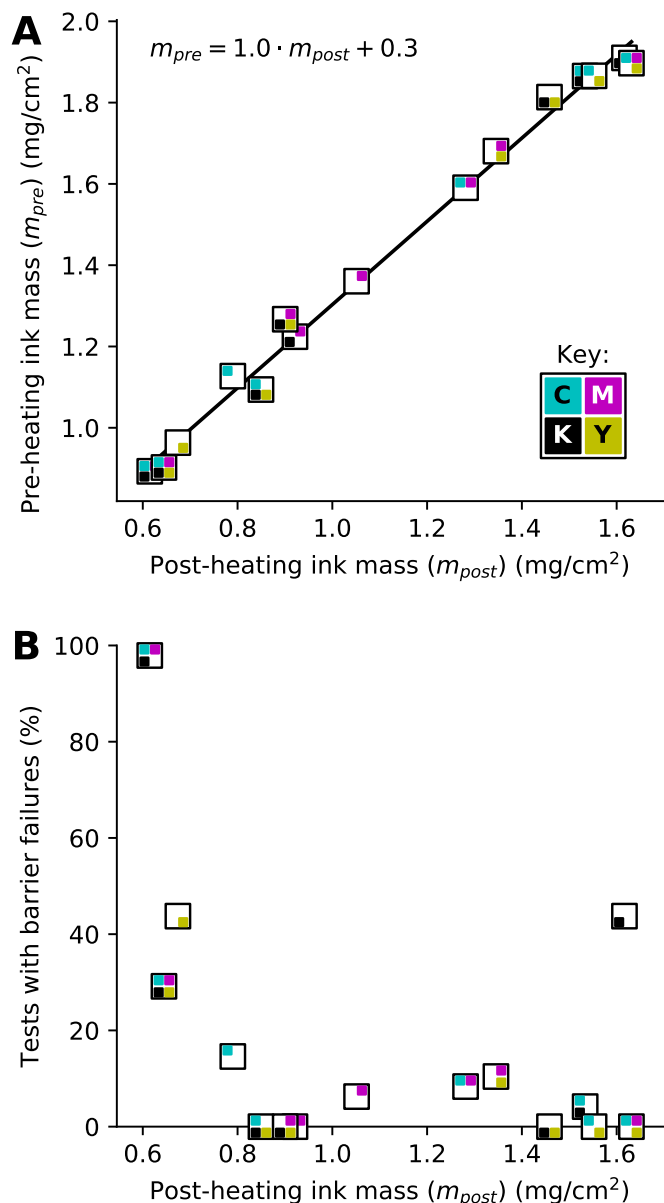 A
m_pre = 1.0 · m_post + 0.3
Pre-heating ink mass (m_pre) (mg/cm²)
2.0
1.8
1.6
1.4
1.2
1.0
Key:
C M
K Y
0.6 0.8 1.0 1.2 1.4 1.6
Post-heating ink mass (m_post) (mg/cm²)
B
Tests with barrier failures (%)
100
80
60
40
20
0
0.6 0.8 1.0 1.2 1.4 1.6
Post-heating ink mass (m_post) (mg/cm²)